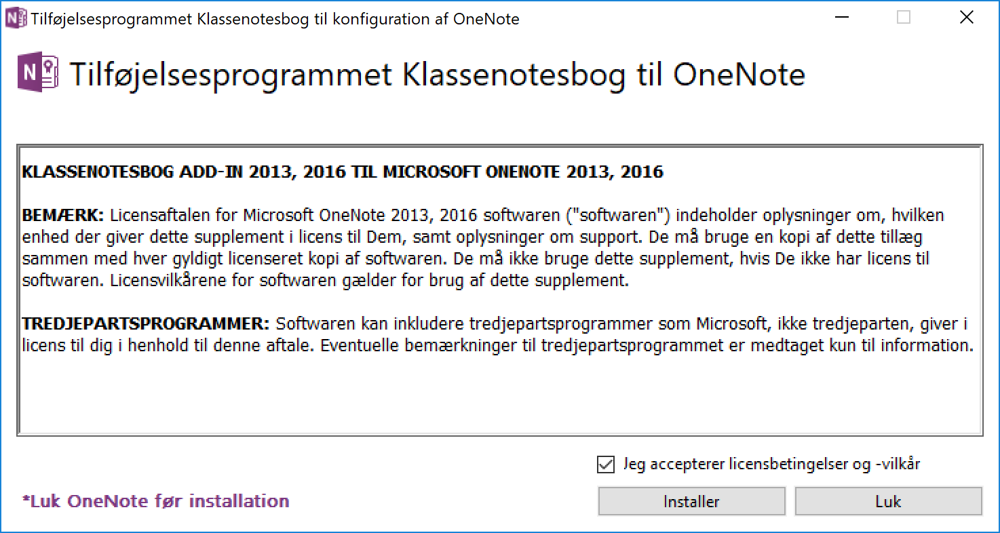 Tilføjelsesprogrammet Klassenotesbog til konfiguration af OneNote
N
Tilføjelsesprogrammet Klassenotesbog til OneNote
KLASSENOTESBOG ADD-IN 2013, 2016 TIL MICROSOFT ONENOTE 2013, 2016
BEMÆRK: Licensaftalen for Microsoft OneNote 2013, 2016 softwaren ("softwaren") indeholder oplysninger om, hvilken
enhed der giver dette supplement i licens til Dem, samt oplysninger om support. De må bruge en kopi af dette tillæg
sammen med hver gyldigt licenseret kopi af softwaren. De må ikke bruge dette supplement, hvis De ikke har licens til
softwaren. Licensvilkårene for softwaren gælder for brug af dette supplement.
TREDJEPARTSPROGRAMMER: Softwaren kan inkludere tredjepartsprogrammer som Microsoft, ikke tredjeparten, giver i
licens til dig i henhold til denne aftale. Eventuelle bemærkninger til tredjepartsprogrammet er medtaget kun til information.
Jeg accepterer licensbetingelser og -vilkår
*Luk OneNote før installation
Installer
Luk